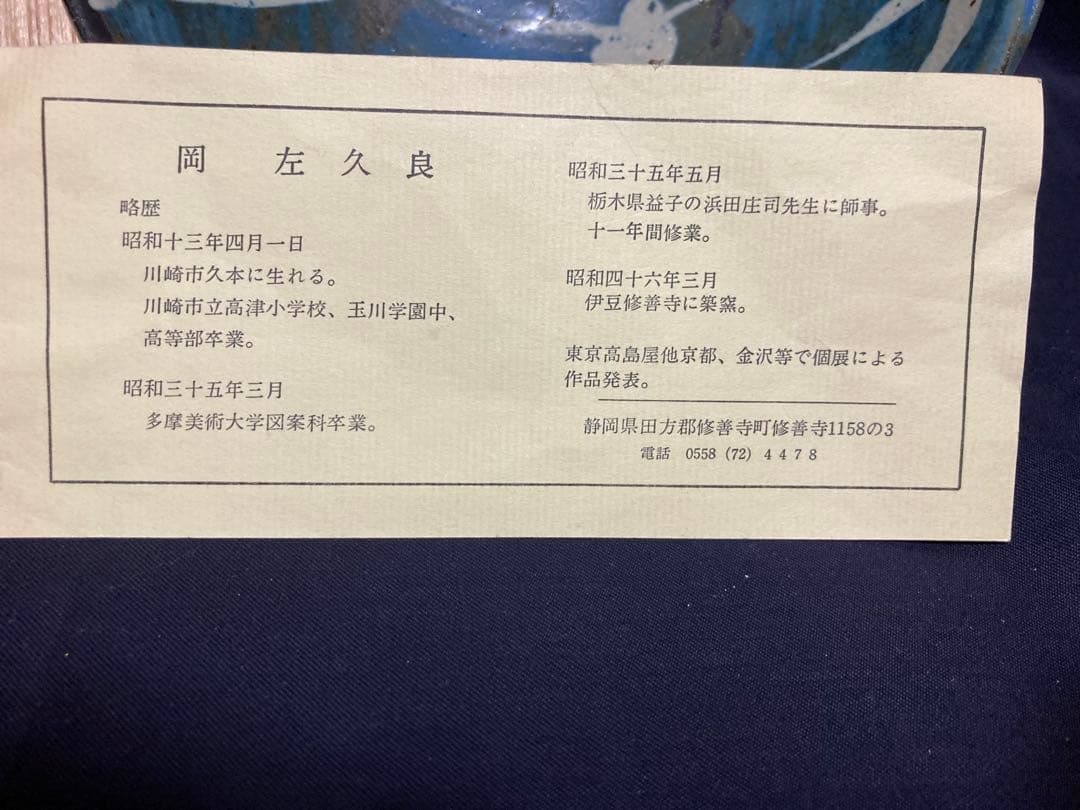 岡 左久良
略歴
昭和十三年四月一日
川崎市久本に生れる。
川崎市立高津小学校、玉川学園中、
高等部卒業。
昭和三十五年三月
多摩美術大学図案科卒業。
昭和三十五年五月
栃木県益子の浜田庄司先生に師事。
十一年間修業。
昭和四十六年三月
伊豆修善寺に築窯。
東京高島屋他京都、金沢等で個展による
作品発表。
静岡県田方郡修善寺町修善寺1158の3
電話 0558 (72) 4478